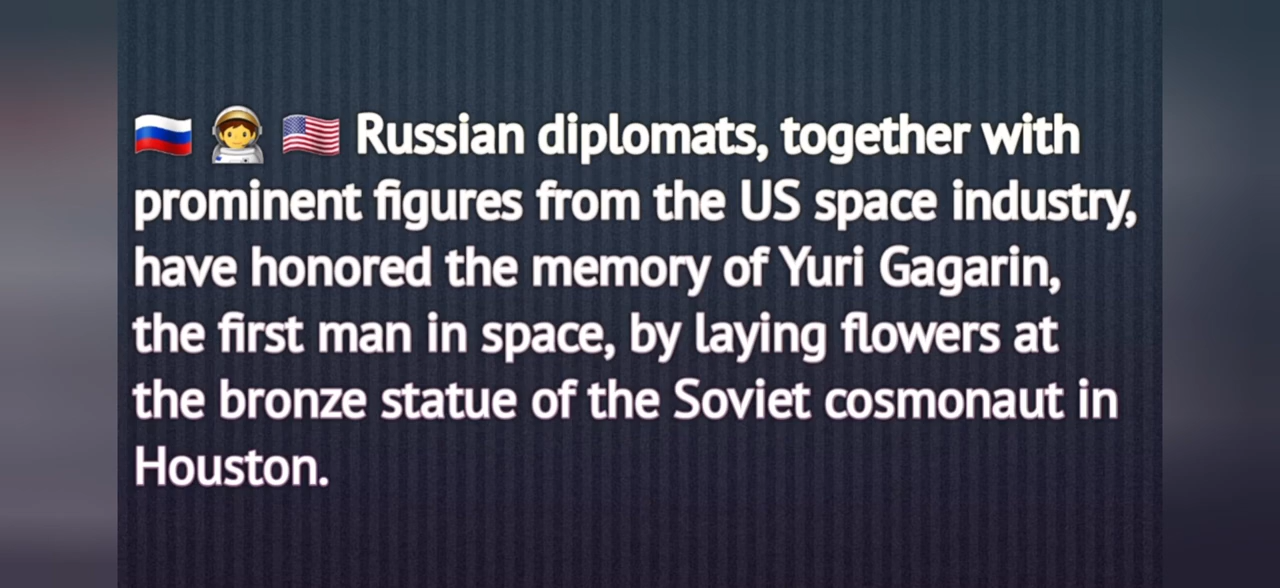 🇷🇺 🧑‍🚀 🇺🇸 Russian diplomats, together with
prominent figures from the US space industry,
have honored the memory of Yuri Gagarin,
the first man in space, by laying flowers at
the bronze statue of the Soviet cosmonaut in
Houston.